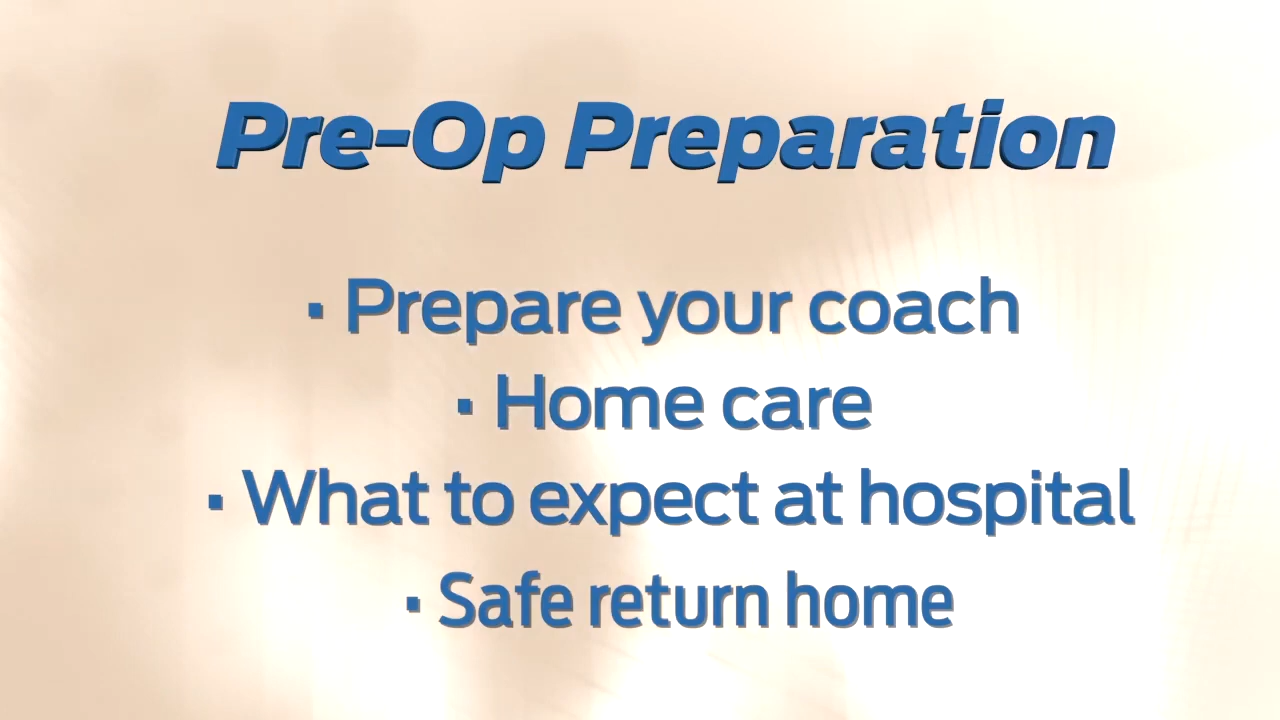 Pre-Op Preparation
· Prepare your coach
· Home care
· What to expect at hospital
· Safe return home